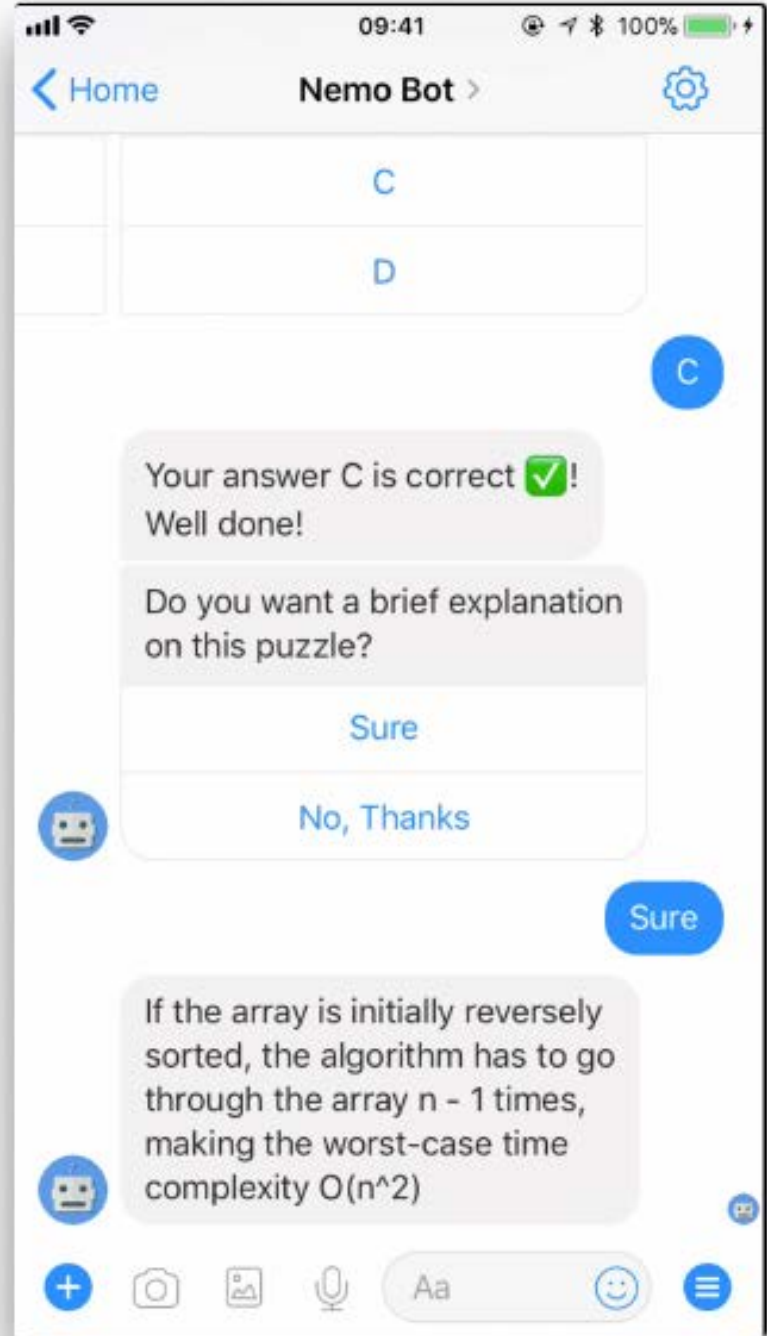 09:41
100%
Home
Nemo Bot
C
D
C
Your answer C is correct ✅!
Well done!
Do you want a brief explanation
on this puzzle?
Sure
No, Thanks
Sure
If the array is initially reversely
sorted, the algorithm has to go
through the array n - 1 times,
making the worst-case time
complexity O(n^2)
Aa